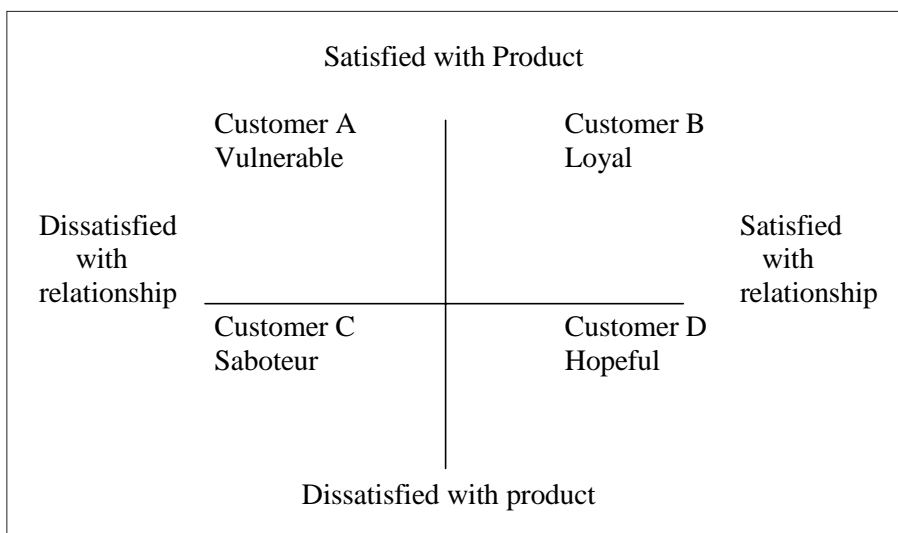 Satisfied with Product
Customer A
Vulnerable
Customer B
Loyal
Dissatisfied
with
relationship
Satisfied
with
relationship
Customer C
Saboteur
Customer D
Hopeful
Dissatisfied with product